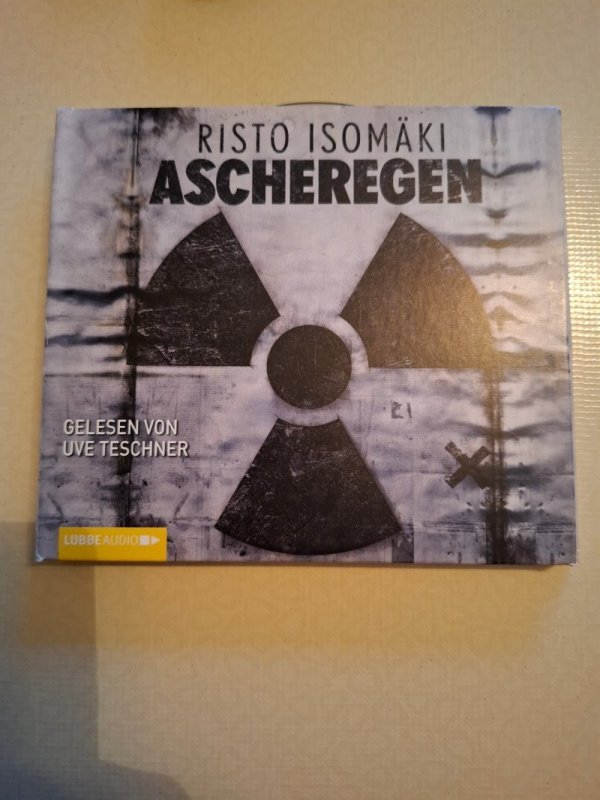 RISTO ISOMÄKI
ASCHEREGEN
GELESEN VON
UVE TESCHNER
LÜBBE AUDIO